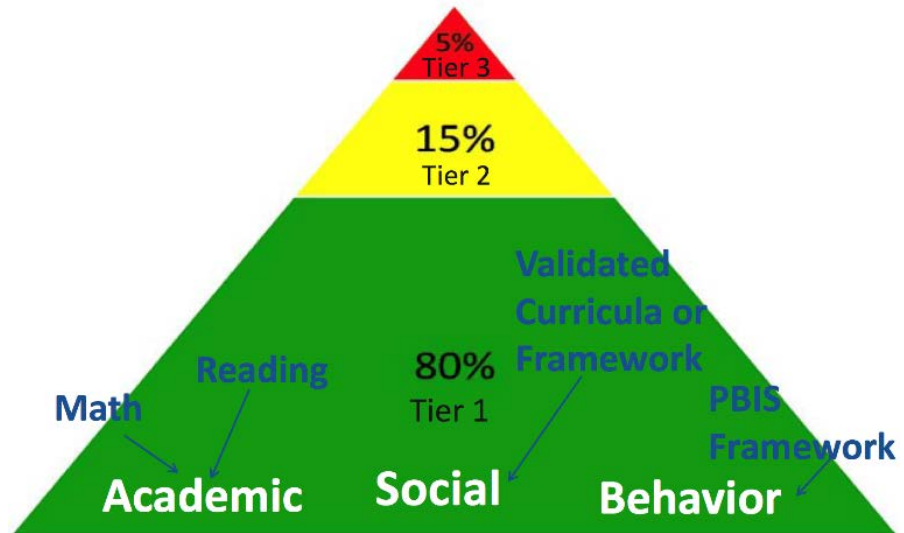 5%
Tier 3
15%
Tier 2
Validated
Curricula or
Framework
80%
Tier 1
Reading
Math
PBIS
Framework
Academic
Social
Behavior